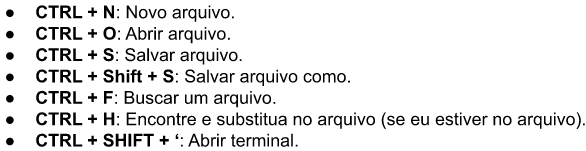 ● CTRL + N: Novo arquivo.
● CTRL + O: Abrir arquivo.
● CTRL + S: Salvar arquivo.
● CTRL + Shift + S: Salvar arquivo como.
● CTRL + F: Buscar um arquivo.
● CTRL + H: Encontre e substitua no arquivo (se eu estiver no arquivo).
● CTRL + SHIFT + ‘: Abrir terminal.